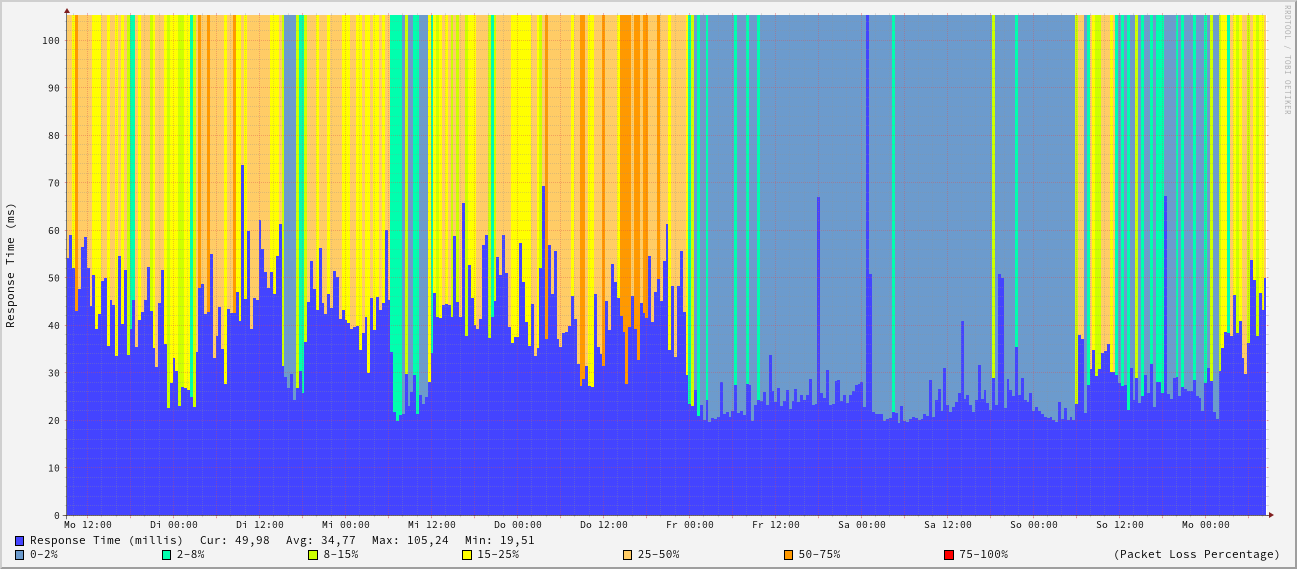 RRDTOOL / TOBI OETIKER
Response Time (ms)
100
90
80
70
60
50
40
30
20
10
0
Mo 12:00 Di 00:00 Di 12:00 Mi 00:00 Mi 12:00 Do 00:00 Do 12:00 Fr 00:00 Fr 12:00 Sa 00:00 Sa 12:00 So 00:00 So 12:00 Mo 00:00
Response Time (millis) Cur: 49,98 Avg: 34,77 Max: 105,24 Min: 19,51
0-2% 2-8% 8-15% 15-25% 25-50% 50-75% 75-100% (Packet Loss Percentage)